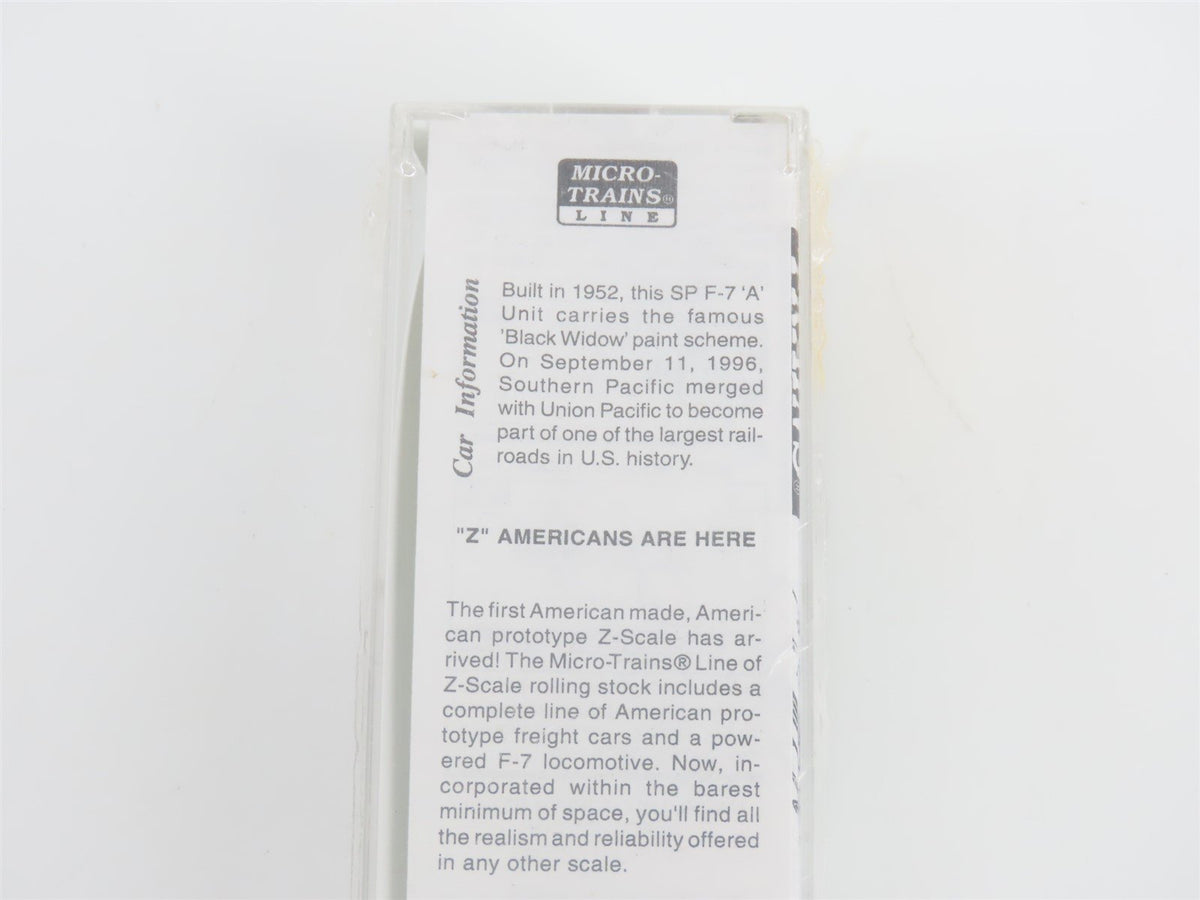 MICRO-
TRAINS®
LINE
Car Information
Built in 1952, this SP F-7 'A'
Unit carries the famous
'Black Widow' paint scheme.
On September 11, 1996,
Southern Pacific merged
with Union Pacific to become
part of one of the largest rail-
roads in U.S. history.
"Z" AMERICANS ARE HERE
The first American made, Ameri-
can prototype Z-Scale has ar-
rived! The Micro-Trains® Line of
Z-Scale rolling stock includes a
complete line of American pro-
totype freight cars and a pow-
ered F-7 locomotive. Now, in-
corporated within the barest
minimum of space, you'll find all
the realism and reliability offered
in any other scale.